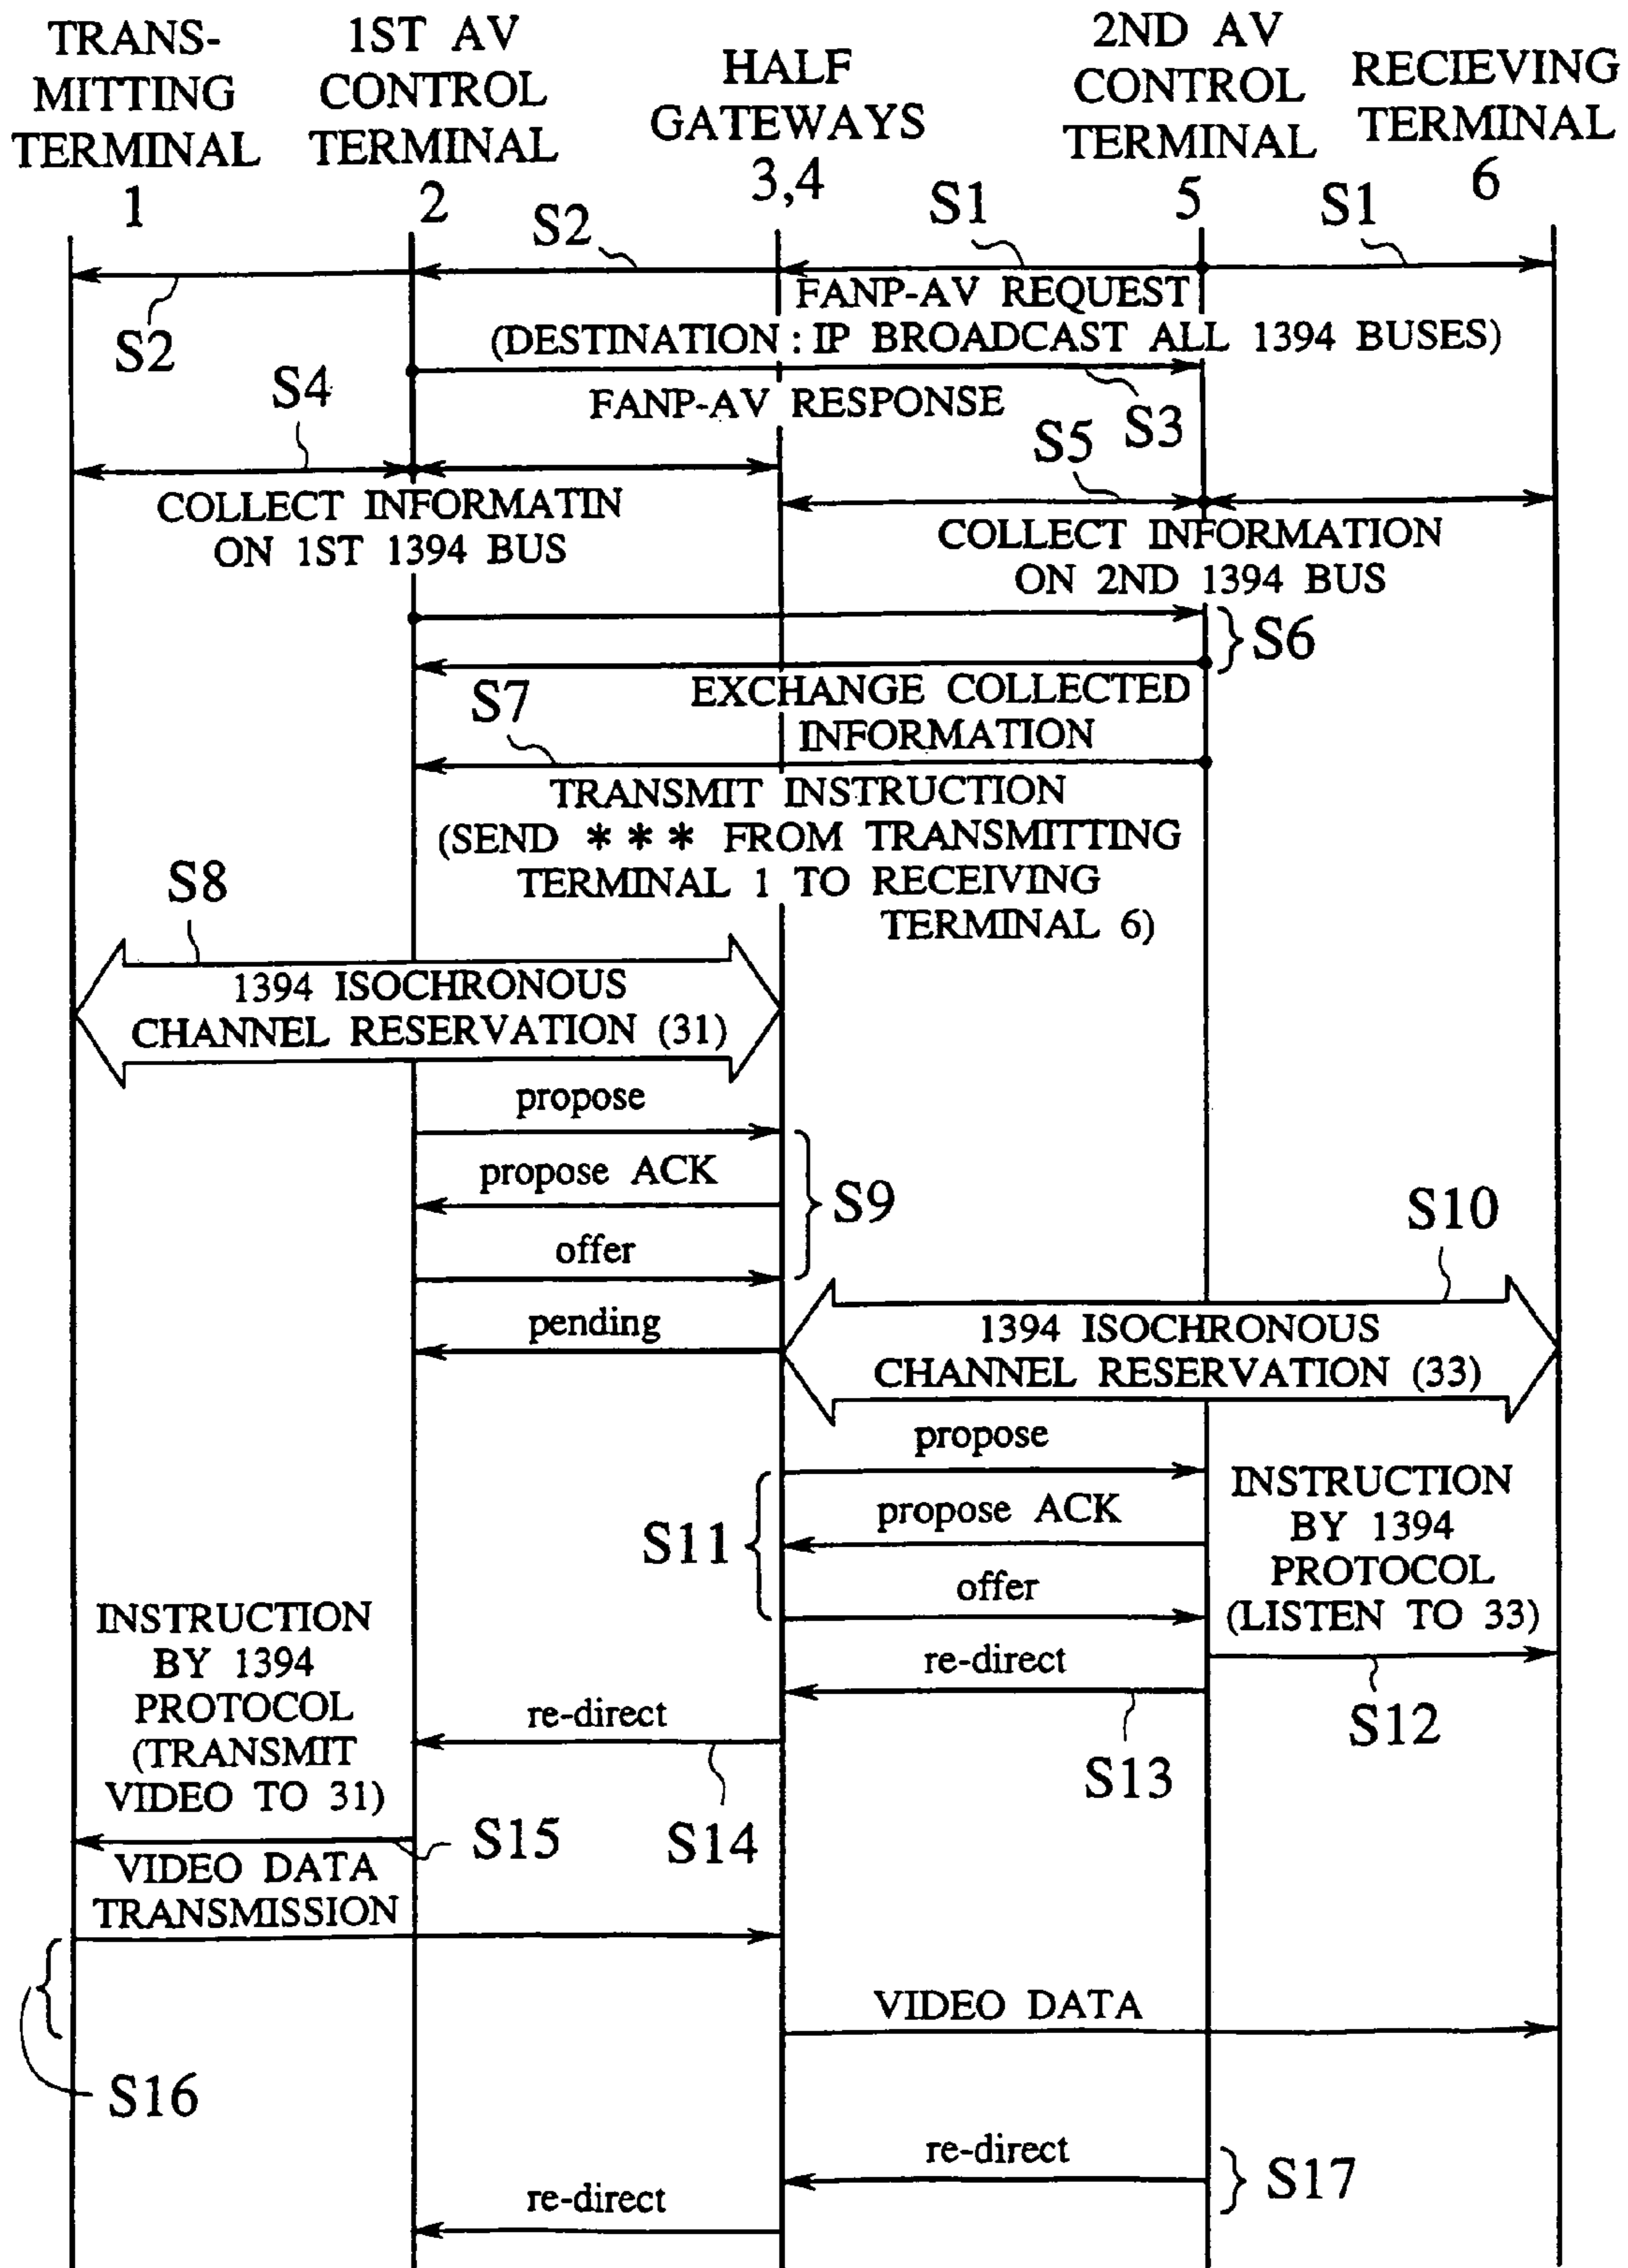 TRANS-
MITTING
TERMINAL
1
1ST AV
CONTROL
TERMINAL
2
HALF
GATEWAYS
3,4
2ND AV
CONTROL
TERMINAL
5
RECIEVING
TERMINAL
6
S2
S1
S1
S2
FANP-AV REQUEST
(DESTINATION : IP BROADCAST ALL 1394 BUSES)
S3
FANP-AV RESPONSE
S4
COLLECT INFORMATIN
ON 1ST 1394 BUS
S5
COLLECT INFORMATION
ON 2ND 1394 BUS
S6
EXCHANGE COLLECTED
INFORMATION
S7
TRANSMIT INSTRUCTION
(SEND *** FROM TRANSMITTING
TERMINAL 1 TO RECEIVING
TERMINAL 6)
S8
1394 ISOCHRONOUS
CHANNEL RESERVATION (31)
propose
propose ACK
S9
offer
pending
S10
1394 ISOCHRONOUS
CHANNEL RESERVATION (33)
propose
propose ACK
S11
offer
INSTRUCTION
BY 1394
PROTOCOL
(LISTEN TO 33)
S12
re-direct
S13
re-direct
S14
INSTRUCTION
BY 1394
PROTOCOL
(TRANSMIT
VIDEO TO 31)
S15
VIDEO DATA
TRANSMISSION
VIDEO DATA
S16
re-direct
S17
re-direct